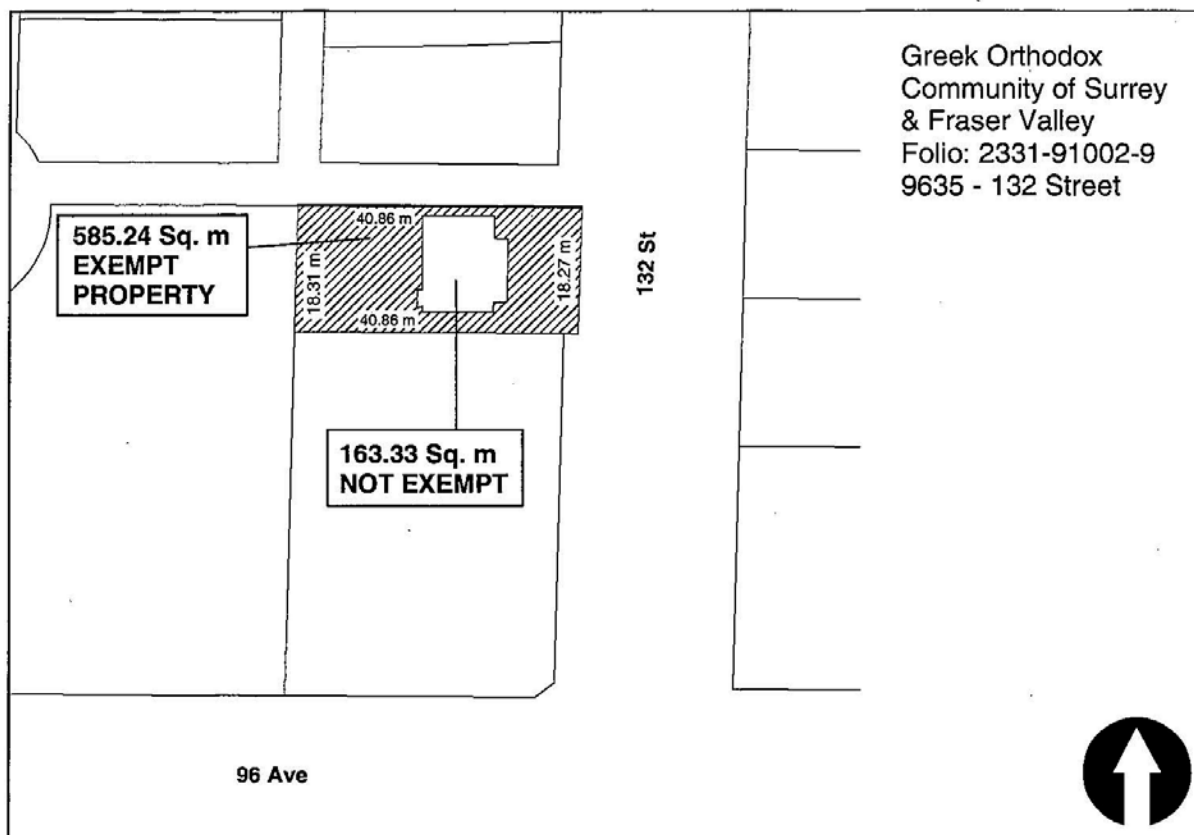 Greek Orthodox
Community of Surrey
& Fraser Valley
Folio: 2331-91002-9
9635 - 132 Street
585.24 Sq. m
EXEMPT
PROPERTY
40.86 m
18.31 m
40.86 m
18.27 m
132 St
163.33 Sq. m
NOT EXEMPT
96 Ave